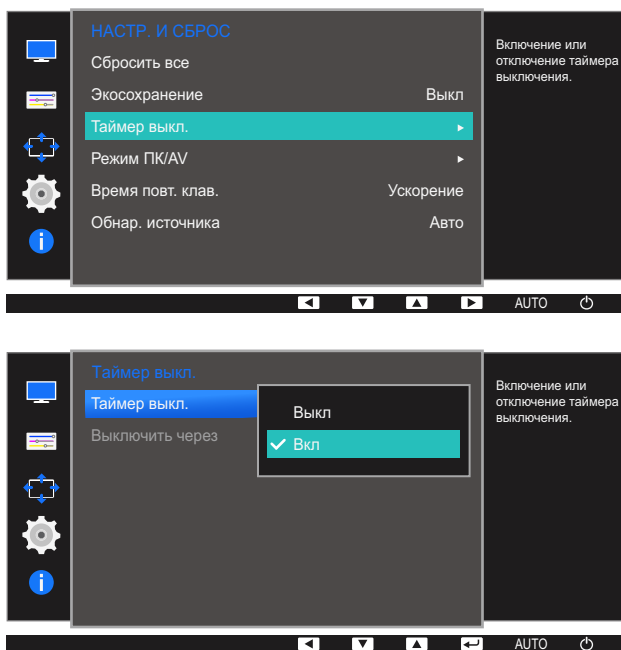 НАСТР. И СБРОС
Сбросить все
Экосохранение Выкл
Таймер выкл.
Режим ПК/AV
Время повт. клав. Ускорение
Обнар. источника Авто
Включение или
отключение таймера
выключения.
AUTO
Таймер выкл.
Таймер выкл.
Выключить через
Выкл
Вкл
Включение или
отключение таймера
выключения.
AUTO